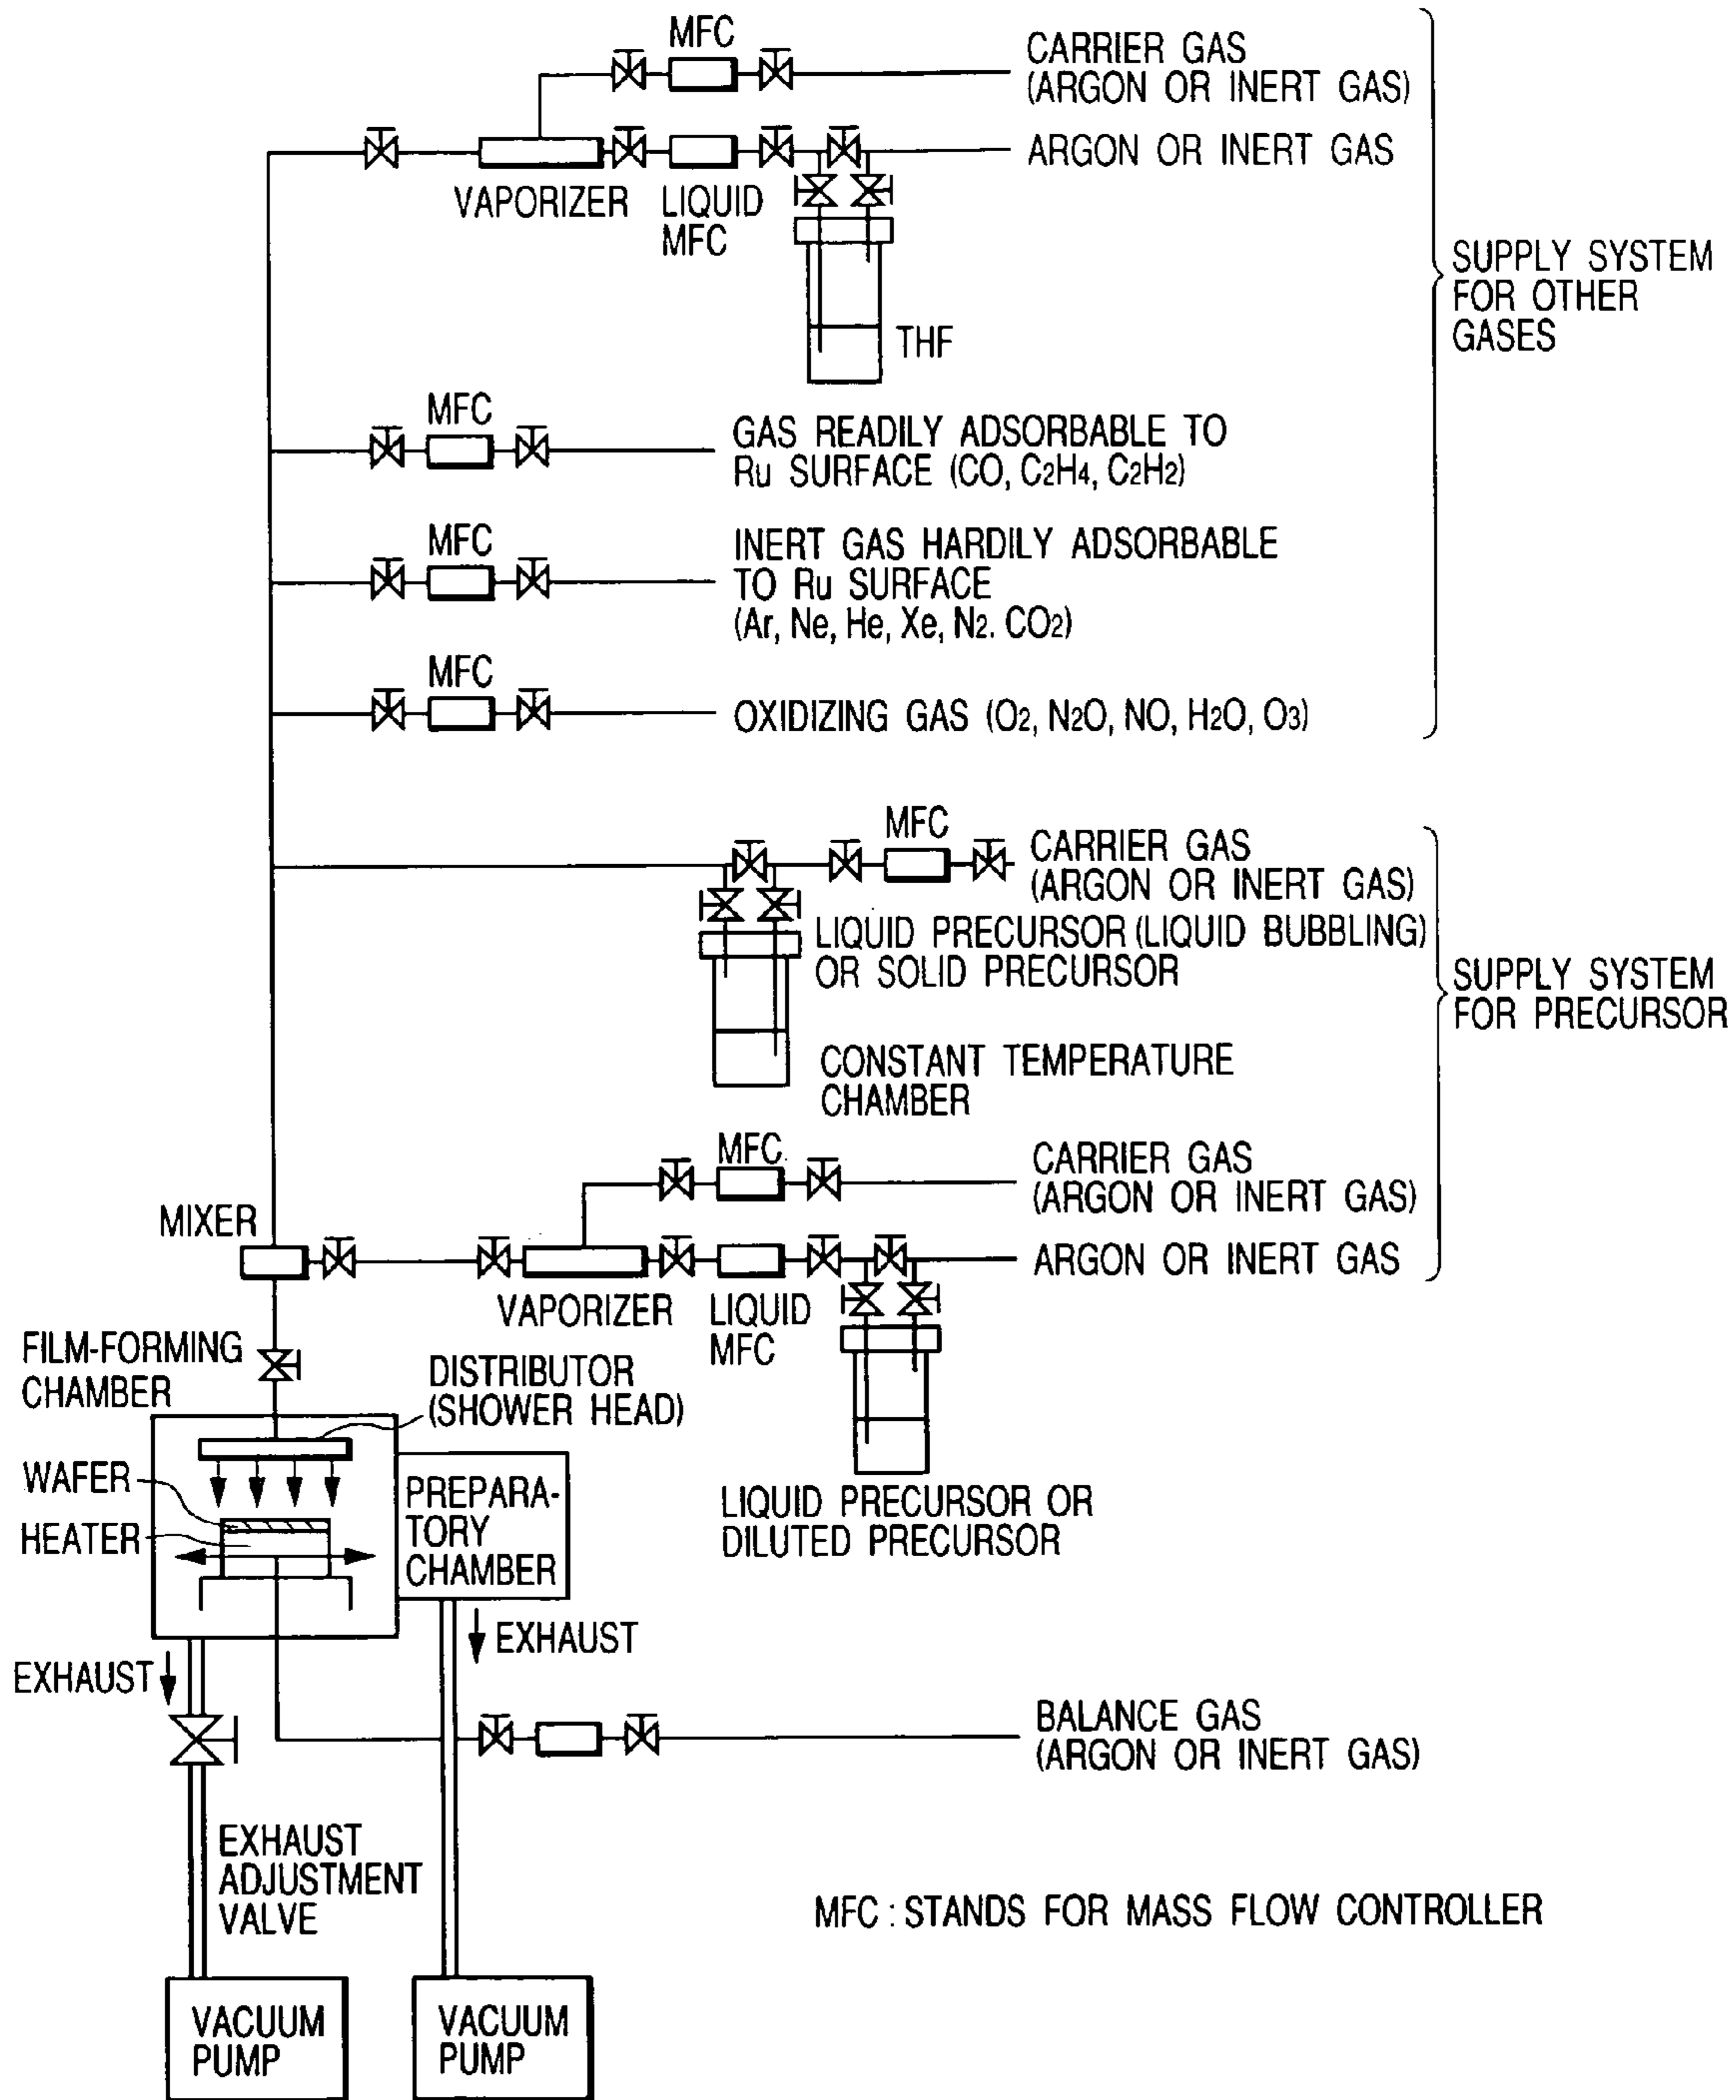 MFC
CARRIER GAS
(ARGON OR INERT GAS)
ARGON OR INERT GAS
VAPORIZER
LIQUID
MFC
THF
SUPPLY SYSTEM
FOR OTHER
GASES
MFC
GAS READILY ADSORBABLE TO
Ru SURFACE (CO, C2H4, C2H2)
MFC
INERT GAS HARDILY ADSORBABLE
TO Ru SURFACE
(Ar, Ne, He, Xe, N2. CO2)
MFC
OXIDIZING GAS (O2, N2O, NO, H2O, O3)
MFC
CARRIER GAS
(ARGON OR INERT GAS)
LIQUID PRECURSOR (LIQUID BUBBLING)
OR SOLID PRECURSOR
SUPPLY SYSTEM
FOR PRECURSOR
CONSTANT TEMPERATURE
CHAMBER
MFC
CARRIER GAS
(ARGON OR INERT GAS)
MIXER
ARGON OR INERT GAS
VAPORIZER
LIQUID
MFC
FILM-FORMING
CHAMBER
DISTRIBUTOR
(SHOWER HEAD)
WAFER
HEATER
PREPARA-
TORY
CHAMBER
LIQUID PRECURSOR OR
DILUTED PRECURSOR
EXHAUST
EXHAUST
BALANCE GAS
(ARGON OR INERT GAS)
EXHAUST
ADJUSTMENT
VALVE
MFC : STANDS FOR MASS FLOW CONTROLLER
VACUUM
PUMP
VACUUM
PUMP